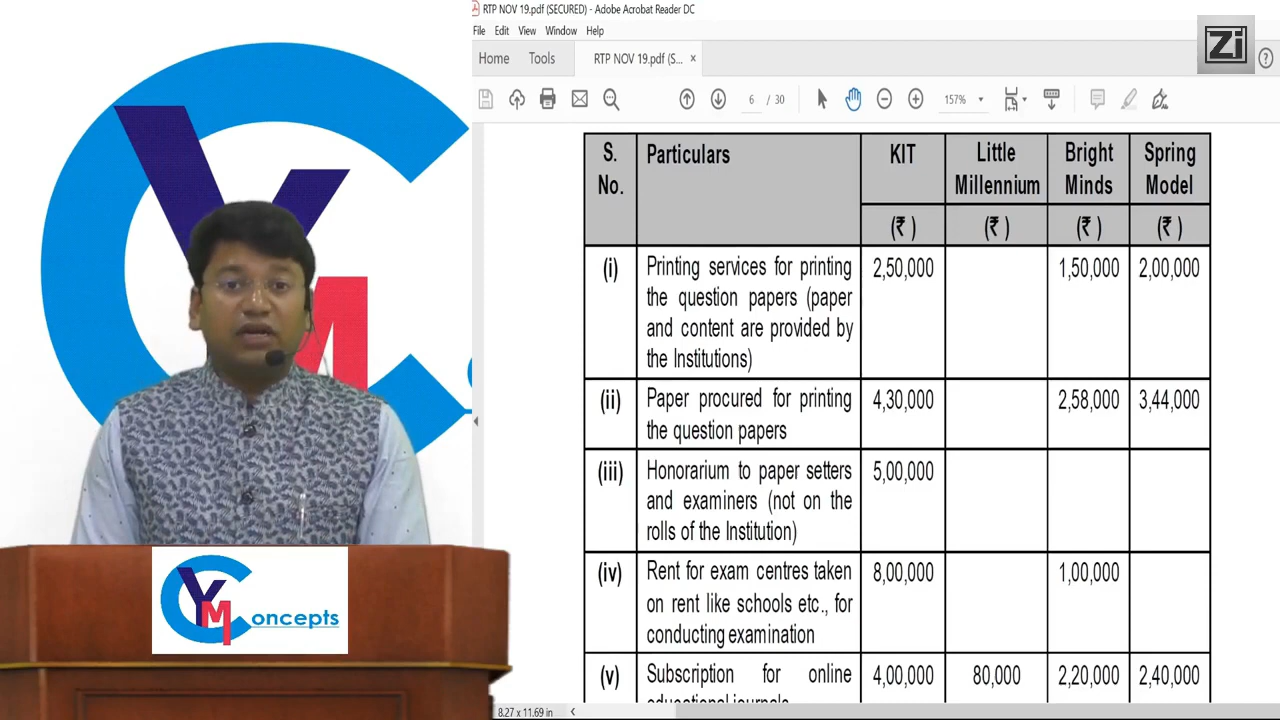 RTP NOV 19.pdf (SECURED) - Adobe Acrobat Reader DC
File Edit View Window Help
Home Tools RTP NOV 19.pdf (S... ×
6 / 30 157%
Zi
S. No. Particulars KIT Little Millennium Bright Minds Spring Model
(₹ ) (₹ ) (₹ ) (₹ )
(i) Printing services for printing 2,50,000 1,50,000 2,00,000
the question papers (paper
and content are provided by
the Institutions)
(ii) Paper procured for printing 4,30,000 2,58,000 3,44,000
the question papers
(iii) Honorarium to paper setters 5,00,000
and examiners (not on the
rolls of the Institution)
(iv) Rent for exam centres taken 8,00,000 1,00,000
on rent like schools etc., for
conducting examination
(v) Subscription for online 4,00,000 80,000 2,20,000 2,40,000
educational journals
8.27 x 11.69 in
CYM
CYM
oncepts